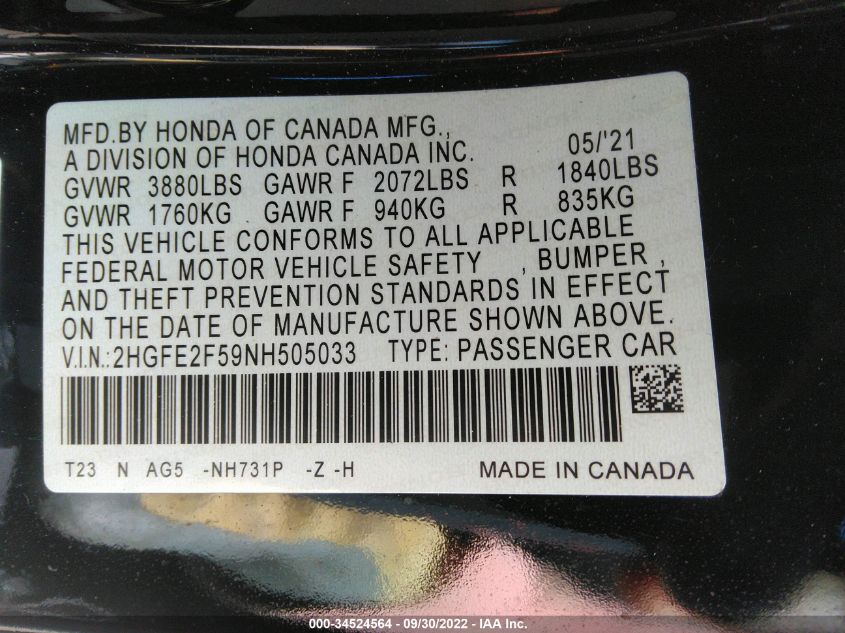 MFD.BY HONDA OF CANADA MFG.,
A DIVISION OF HONDA CANADA INC. 05/'21
GVWR 3880LBS GAWR F 2072LBS R 1840LBS
GVWR 1760KG GAWR F 940KG R 835KG
THIS VEHICLE CONFORMS TO ALL APPLICABLE
FEDERAL MOTOR VEHICLE SAFETY , BUMPER ,
AND THEFT PREVENTION STANDARDS IN EFFECT
ON THE DATE OF MANUFACTURE SHOWN ABOVE.
V.I.N.:2HGFE2F59NH505033 TYPE: PASSENGER CAR
T23 N AG5 -NH731P -Z -H MADE IN CANADA
000-34524564 - 09/30/2022 - IAA Inc.